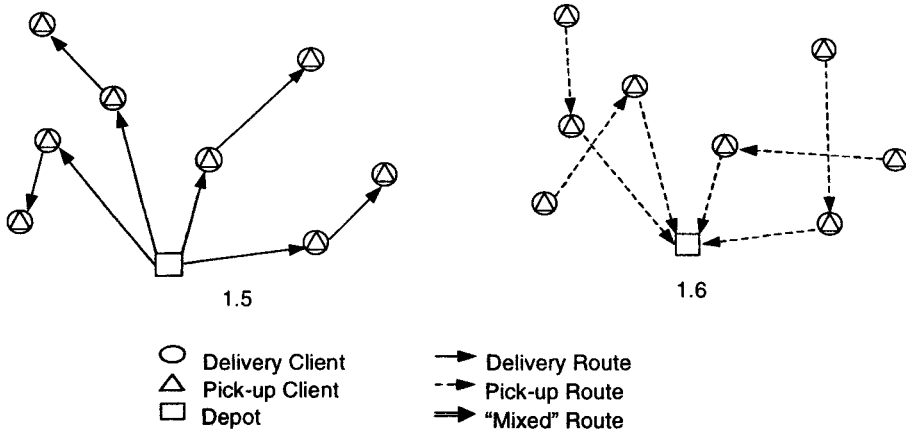 1.5
1.6
Delivery Client
Pick-up Client
Depot
Delivery Route
Pick-up Route
"Mixed" Route